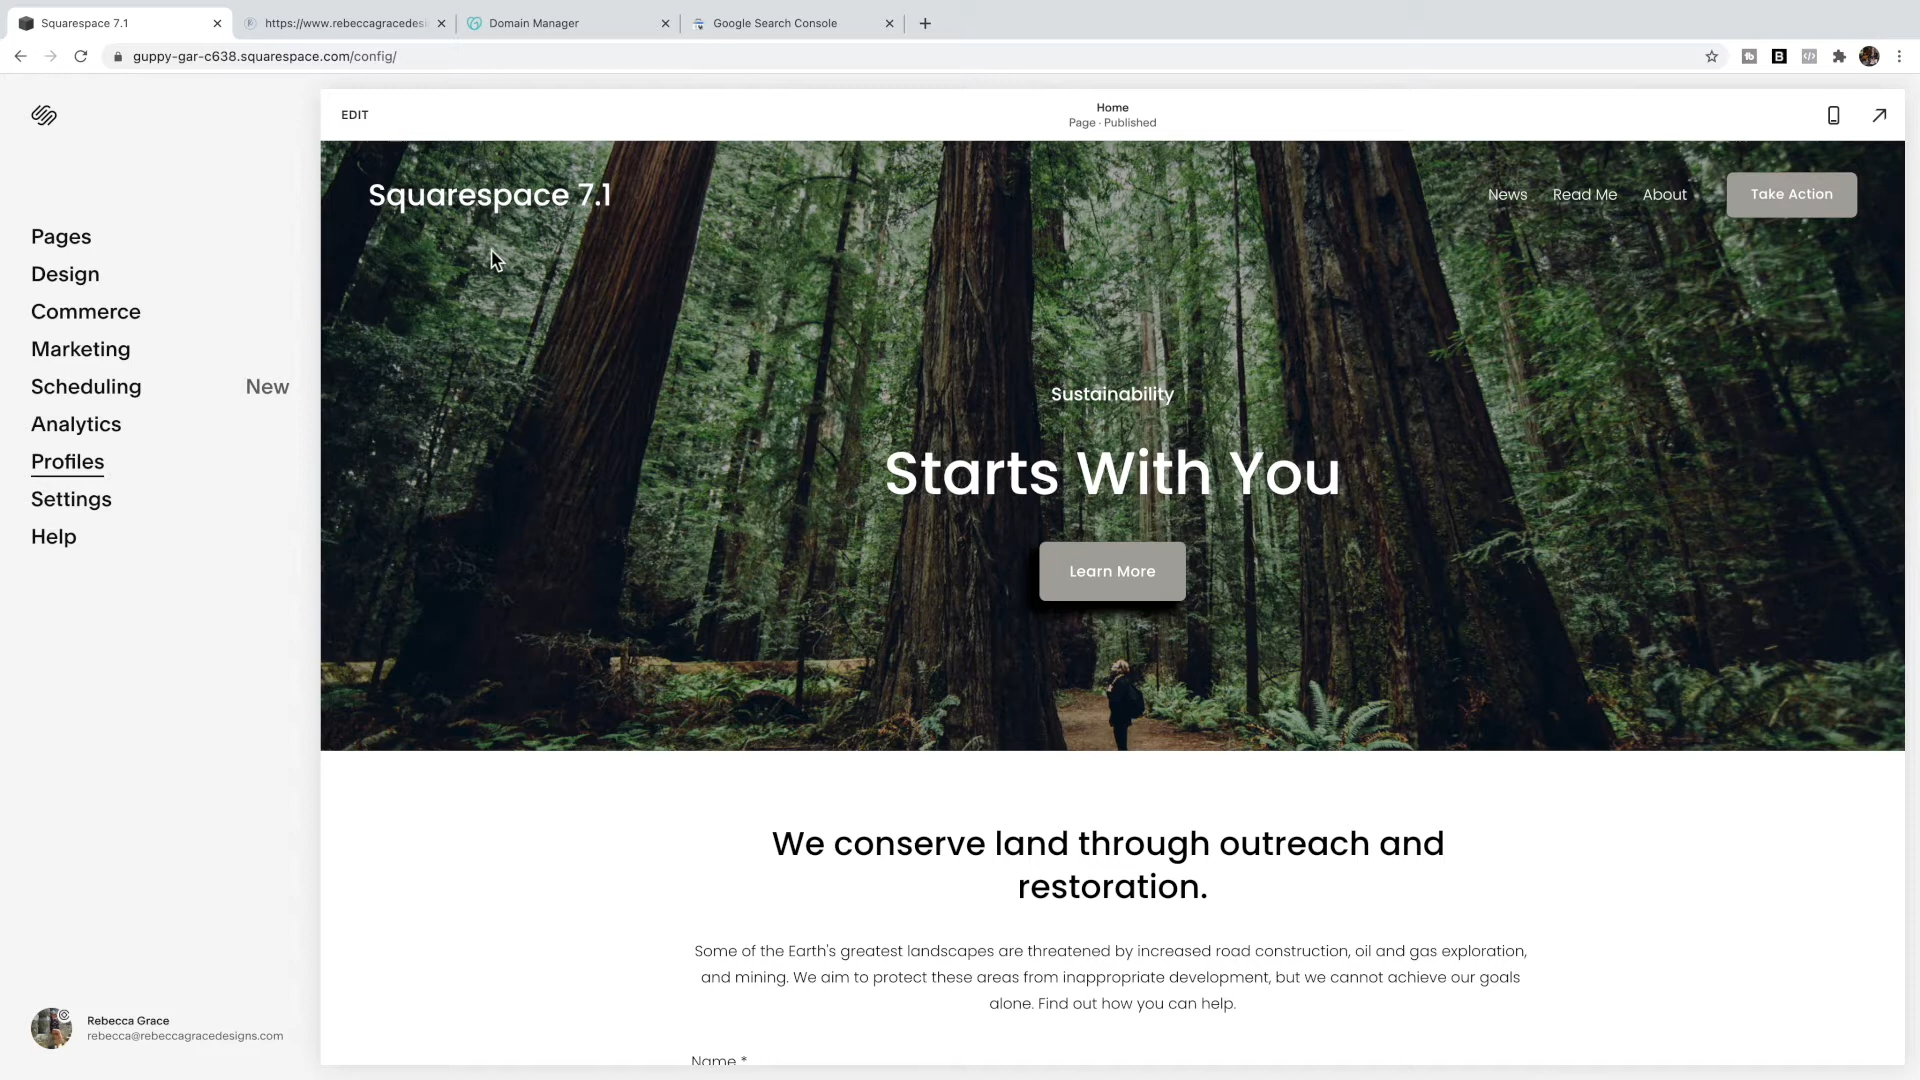 Squarespace 7.1
https://www.rebeccagracedesi
Domain Manager
Google Search Console
guppy-gar-c638.squarespace.com/config/
EDIT
Home
Page · Published
Pages
Design
Commerce
Marketing
Scheduling New
Analytics
Profiles
Settings
Help
Rebecca Grace
rebecca@rebeccagracedesigns.com
Squarespace 7.1
News Read Me About Take Action
Sustainability
Starts With You
Learn More
We conserve land through outreach and
restoration.
Some of the Earth's greatest landscapes are threatened by increased road construction, oil and gas exploration,
and mining. We aim to protect these areas from inappropriate development, but we cannot achieve our goals
alone. Find out how you can help.
Name *